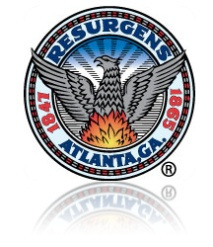 RESURGENS
1847 1865
ATLANTA, GA.
®